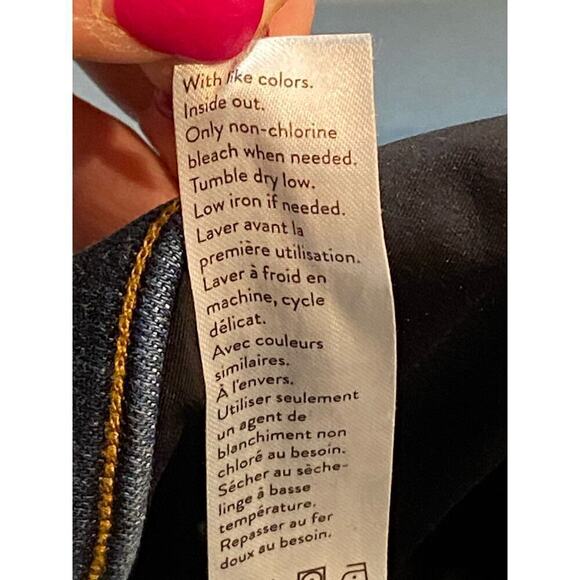 With like colors.
Inside out.
Only non-chlorine
bleach when needed.
Tumble dry low.
Low iron if needed.
Laver avant la
première utilisation.
Laver à froid en
machine, cycle
délicat.
Avec couleurs
similaires.
À l'envers.
Utiliser seulement
un agent de
blanchiment non
chloré au besoin.
Sécher au sèche-
linge à basse
température.
Repasser au fer
doux au besoin.